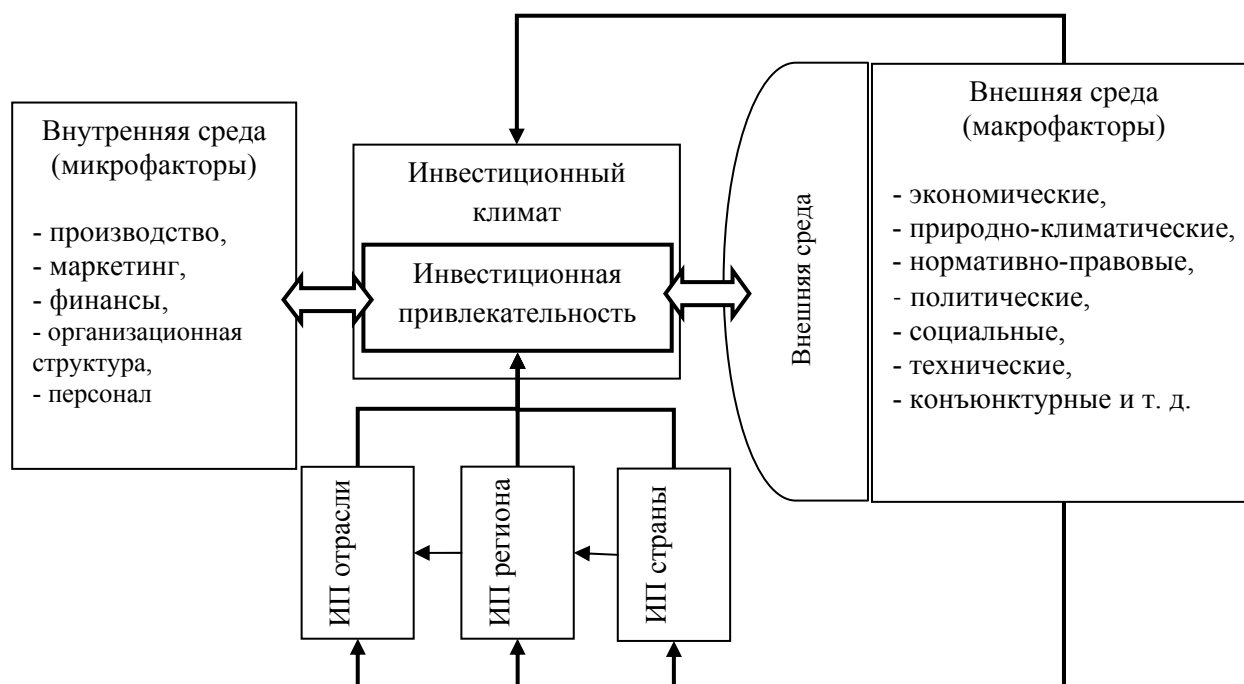 Внутренняя среда
(микрофакторы)
- производство,
- маркетинг,
- финансы,
- организационная
структура,
- персонал
Инвестиционный
климат
Инвестиционная
привлекательность
Внешняя среда
Внешняя среда
(макрофакторы)
- экономические,
- природно-климатические,
- нормативно-правовые,
- политические,
- социальные,
- технические,
- конъюнктурные и т. д.
ИП отрасли
ИП региона
ИП страны